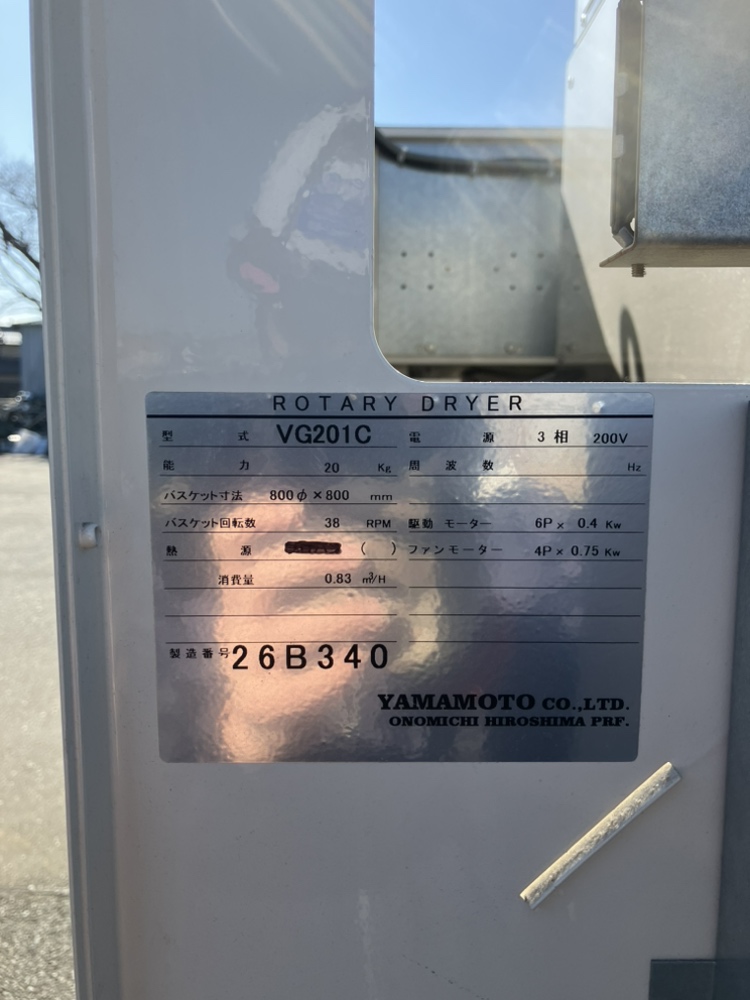 ROTARY DRYER
型式 VG201C 電源 3相 200V
能力 20 Kg 周波数 Hz
バスケット寸法 800φ×800 mm
バスケット回転数 38 RPM 駆動モーター 6P× 0.4 Kw
熱源 ( ) ファンモーター 4P× 0.75 Kw
消費量 0.83 m³/H
製造番号 26B340
YAMAMOTO CO.,LTD.
ONOMICHI HIROSHIMA PRF.